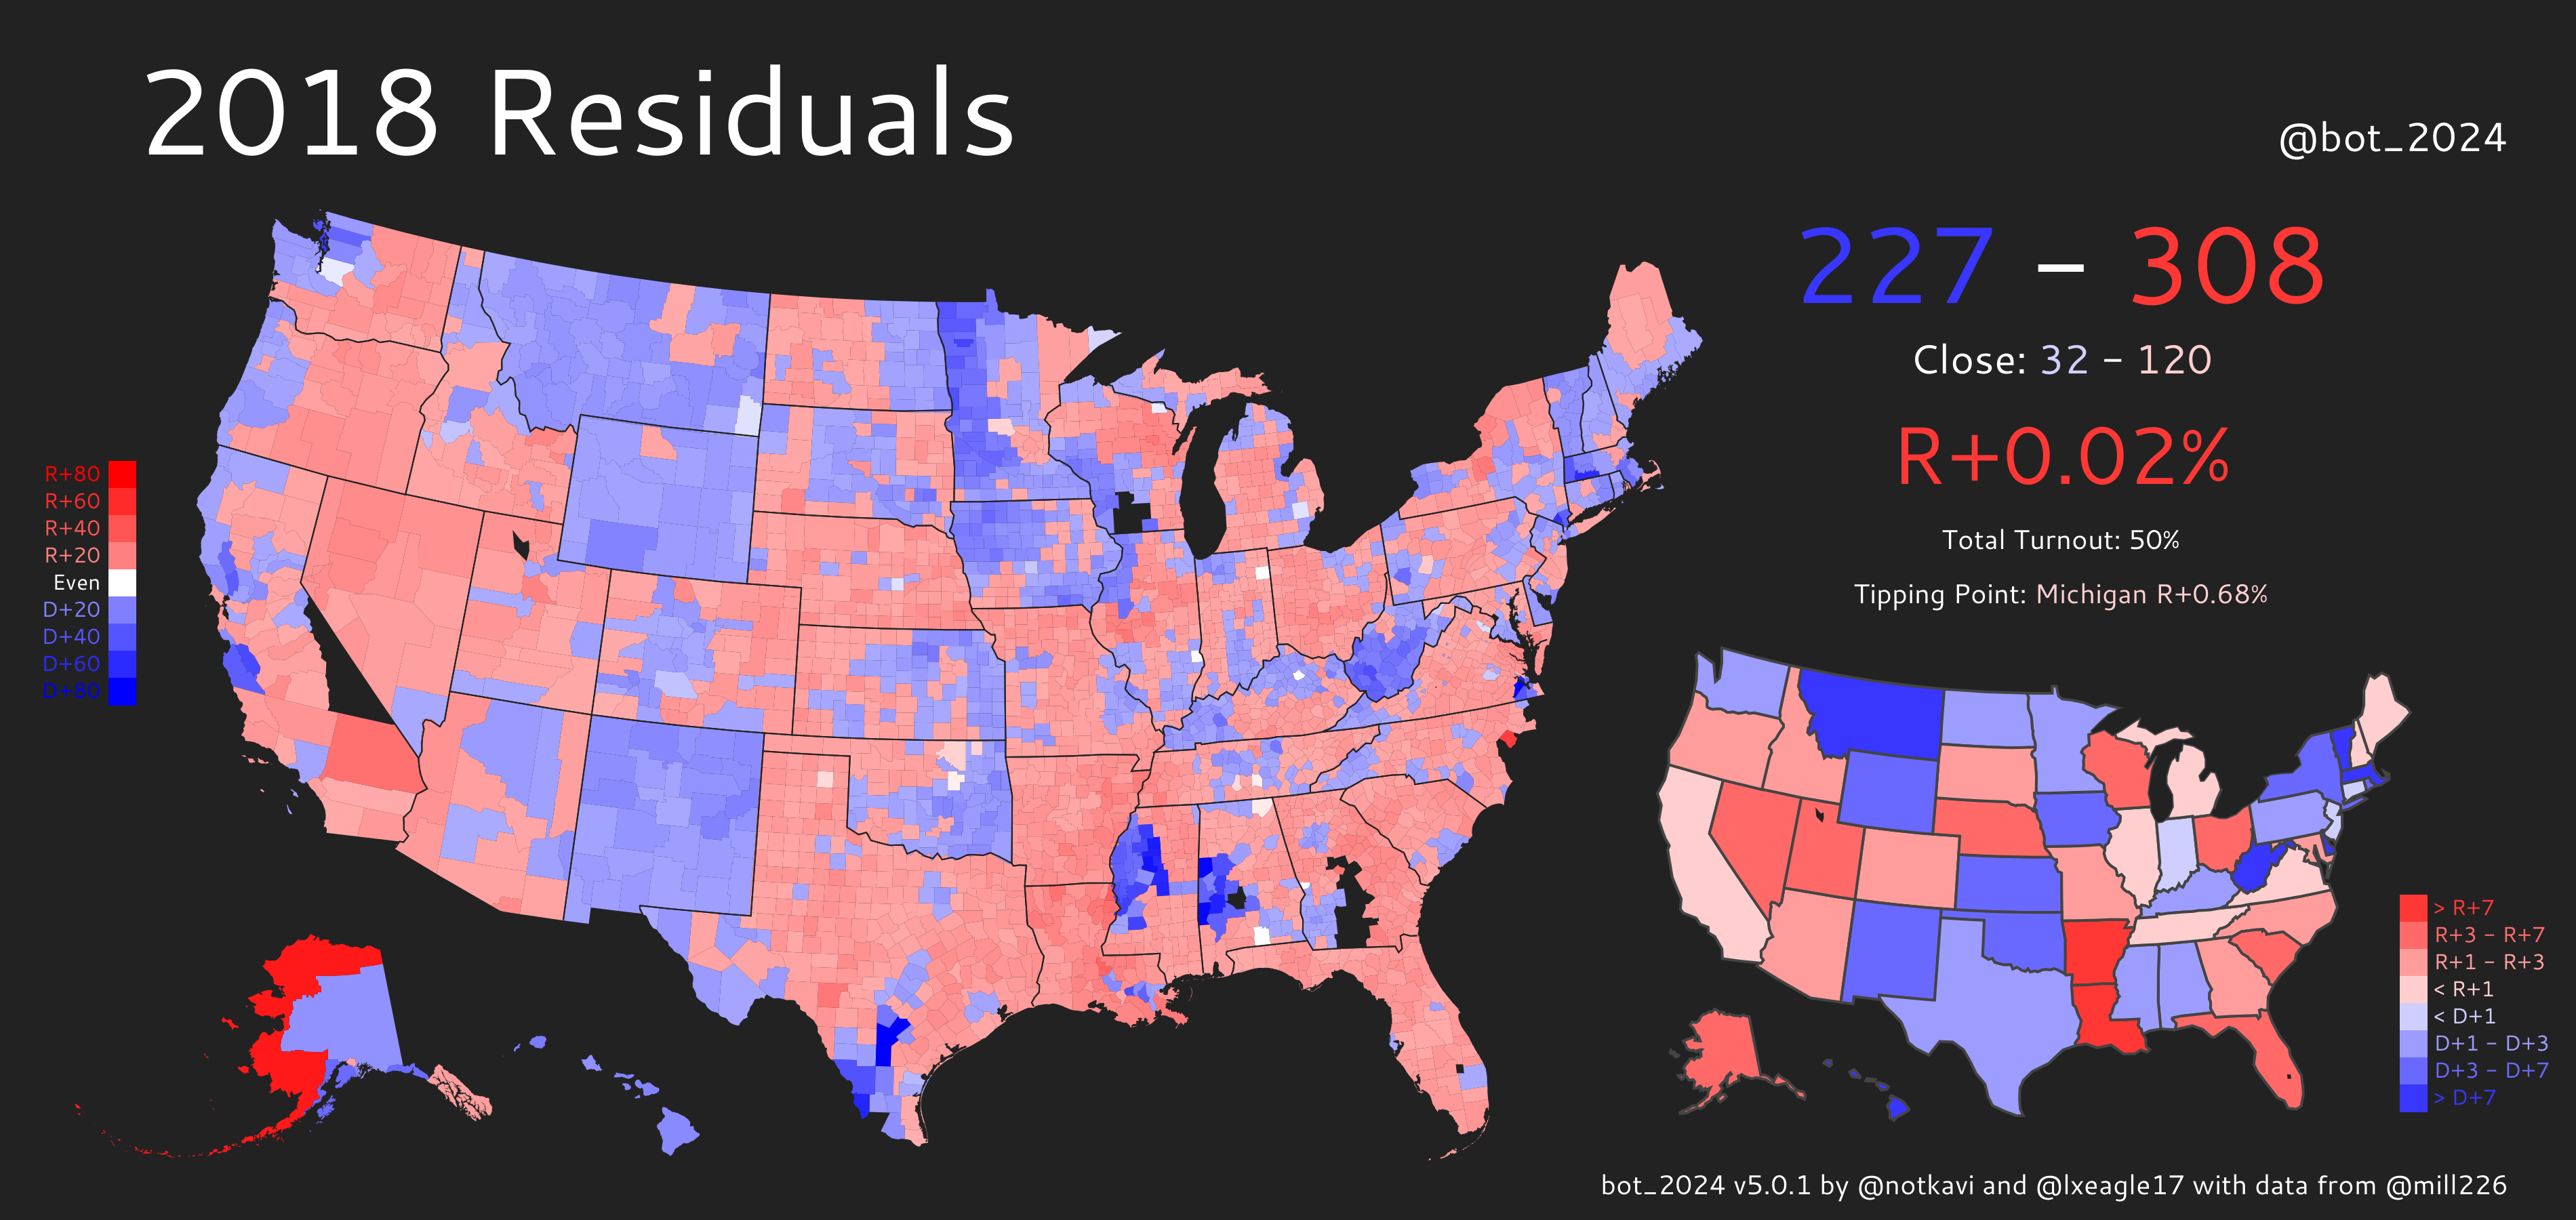 2018 Residuals
@bot_2024
227 – 308
Close: 32 – 120
R+0.02%
Total Turnout: 50%
Tipping Point: Michigan R+0.68%
R+80
R+60
R+40
R+20
Even
D+20
D+40
D+60
D+80
> R+7
R+3 – R+7
R+1 – R+3
< R+1
< D+1
D+1 – D+3
D+3 – D+7
> D+7
bot_2024 v5.0.1 by @notkavi and @lxeagle17 with data from @mill226